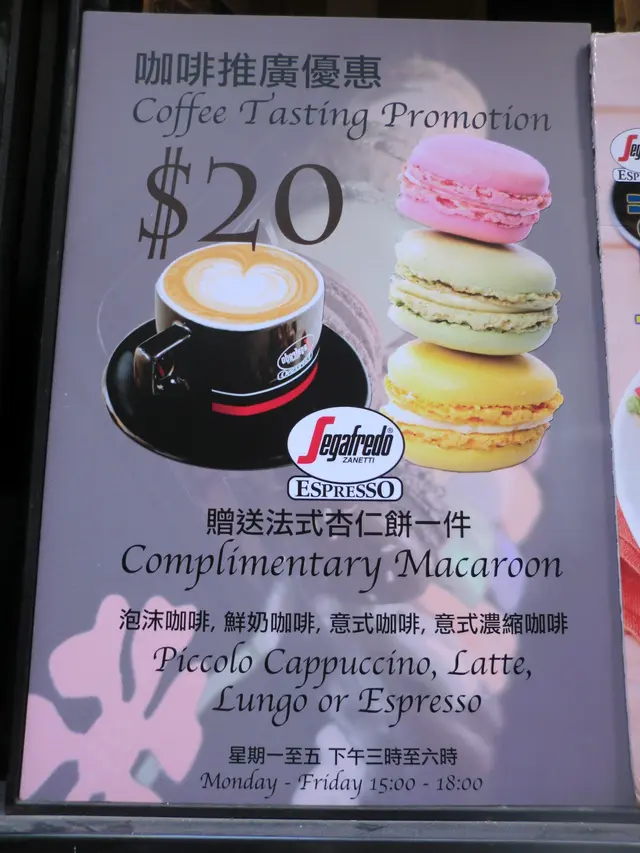 咖啡推廣優惠
Coffee Tasting Promotion
$20
Segafredo®
ZANETTI
ESPRESSO
贈送法式杏仁餅一件
Complimentary Macaroon
泡沫咖啡, 鮮奶咖啡, 意式咖啡, 意式濃縮咖啡
Piccolo Cappuccino, Latte,
Lungo or Espresso
星期一至五 下午三時至六時
Monday - Friday 15:00 - 18:00